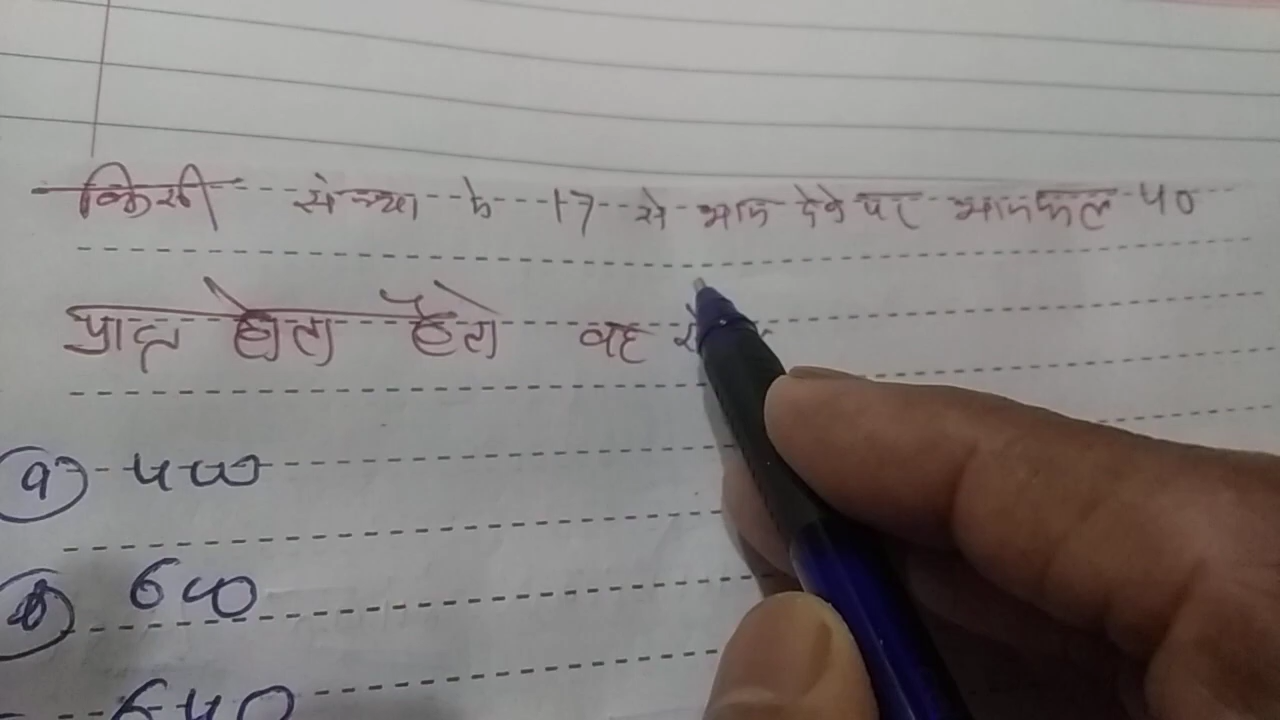 किसी संख्या के 17 से भाग देने पर भागफल 40
प्राप्त होता है तो वह
a) 400
b) 600
640